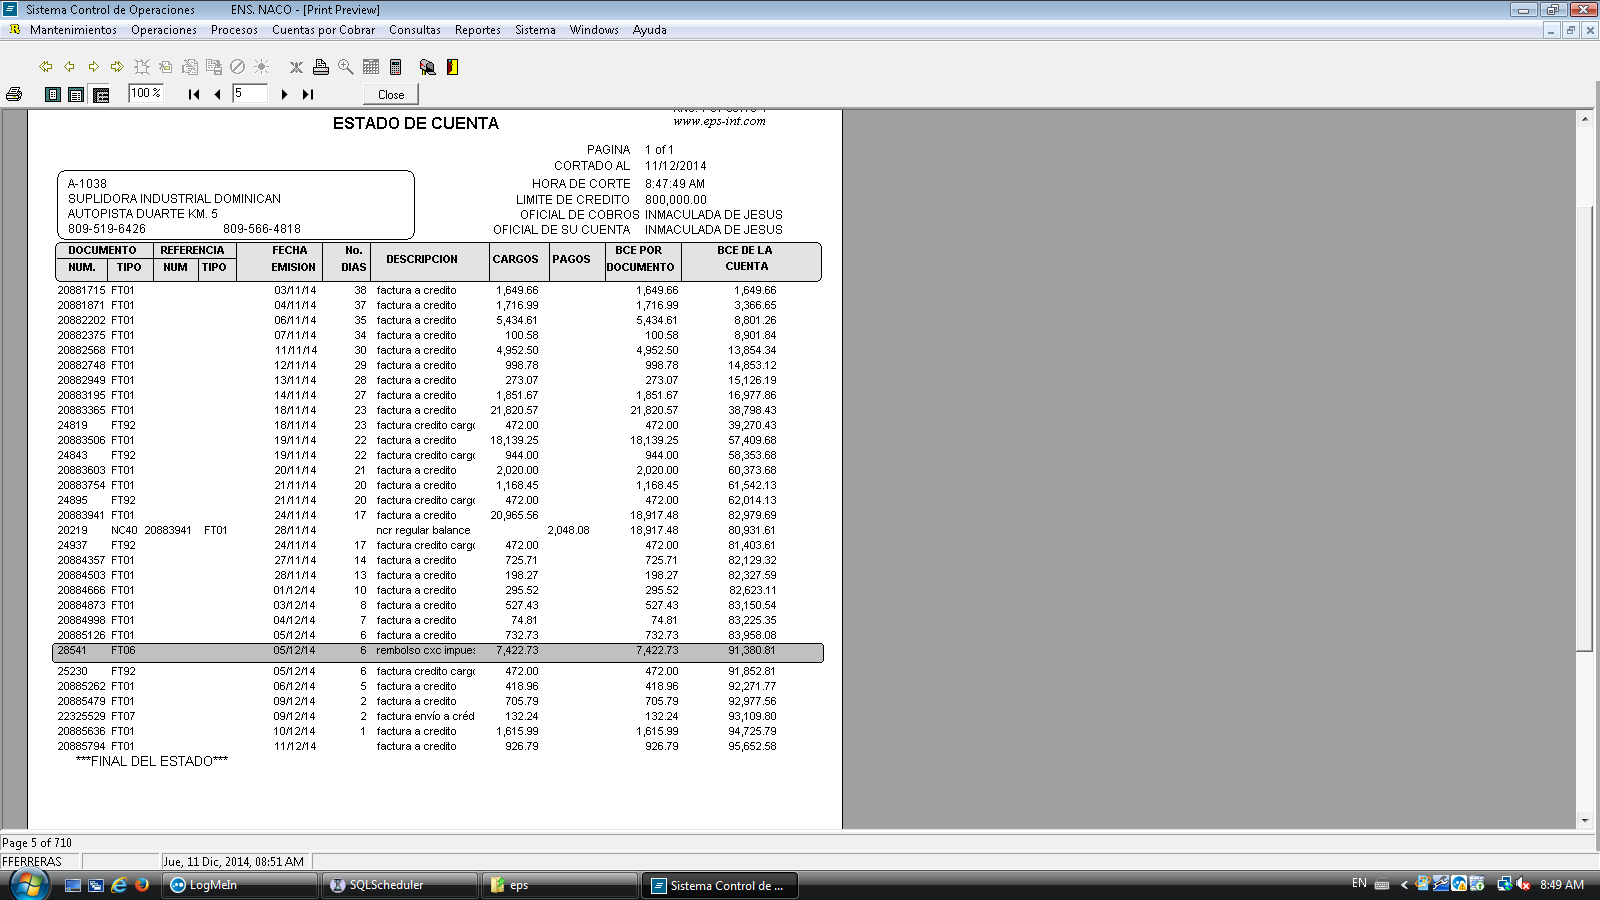 Sistema Control de Operaciones ENS. NACO - [Print Preview]
Mantenimientos Operaciones Procesos Cuentas por Cobrar Consultas Reportes Sistema Windows Ayuda
100 % 5 Close
www.eps-int.com
ESTADO DE CUENTA
PAGINA 1 of 1
CORTADO AL 11/12/2014
HORA DE CORTE 8:47:49 AM
LIMITE DE CREDITO 800,000.00
OFICIAL DE COBROS INMACULADA DE JESUS
OFICIAL DE SU CUENTA INMACULADA DE JESUS
A-1038
SUPLIDORA INDUSTRIAL DOMINICAN
AUTOPISTA DUARTE KM. 5
809-519-6426 809-566-4818
DOCUMENTO REFERENCIA FECHA No. DESCRIPCION CARGOS PAGOS BCE POR BCE DE LA
NUM. TIPO NUM TIPO EMISION DIAS DOCUMENTO CUENTA
20881715 FT01 03/11/14 38 factura a credito 1,649.66 1,649.66 1,649.66
20881871 FT01 04/11/14 37 factura a credito 1,716.99 1,716.99 3,366.65
20882202 FT01 06/11/14 35 factura a credito 5,434.61 5,434.61 8,801.26
20882375 FT01 07/11/14 34 factura a credito 100.58 100.58 8,901.84
20882568 FT01 11/11/14 30 factura a credito 4,952.50 4,952.50 13,854.34
20882748 FT01 12/11/14 29 factura a credito 998.78 998.78 14,853.12
20882949 FT01 13/11/14 28 factura a credito 273.07 273.07 15,126.19
20883195 FT01 14/11/14 27 factura a credito 1,851.67 1,851.67 16,977.86
20883365 FT01 18/11/14 23 factura a credito 21,820.57 21,820.57 38,798.43
24819 FT92 18/11/14 23 factura credito cargo 472.00 472.00 39,270.43
20883506 FT01 19/11/14 22 factura a credito 18,139.25 18,139.25 57,409.68
24843 FT92 19/11/14 22 factura credito cargo 944.00 944.00 58,353.68
20883603 FT01 20/11/14 21 factura a credito 2,020.00 2,020.00 60,373.68
20883754 FT01 21/11/14 20 factura a credito 1,168.45 1,168.45 61,542.13
24895 FT92 21/11/14 20 factura credito cargo 472.00 472.00 62,014.13
20883941 FT01 24/11/14 17 factura a credito 20,965.56 18,917.48 82,979.69
20219 NC40 20883941 FT01 28/11/14 ncr regular balance 2,048.08 18,917.48 80,931.61
24937 FT92 24/11/14 17 factura credito cargo 472.00 472.00 81,403.61
20884357 FT01 27/11/14 14 factura a credito 725.71 725.71 82,129.32
20884503 FT01 28/11/14 13 factura a credito 198.27 198.27 82,327.59
20884666 FT01 01/12/14 10 factura a credito 295.52 295.52 82,623.11
20884873 FT01 03/12/14 8 factura a credito 527.43 527.43 83,150.54
20884998 FT01 04/12/14 7 factura a credito 74.81 74.81 83,225.35
20885126 FT01 05/12/14 6 factura a credito 732.73 732.73 83,958.08
28541 FT06 05/12/14 6 rembolso cxc impues 7,422.73 7,422.73 91,380.81
25230 FT92 05/12/14 6 factura credito cargo 472.00 472.00 91,852.81
20885262 FT01 06/12/14 5 factura a credito 418.96 418.96 92,271.77
20885479 FT01 09/12/14 2 factura a credito 705.79 705.79 92,977.56
22325529 FT07 09/12/14 2 factura envío a créd 132.24 132.24 93,109.80
20885636 FT01 10/12/14 1 factura a credito 1,615.99 1,615.99 94,725.79
20885794 FT01 11/12/14 factura a credito 926.79 926.79 95,652.58
***FINAL DEL ESTADO***
Page 5 of 710
FFERRERAS Jue, 11 Dic, 2014, 08:51 AM
LogMeIn SQLScheduler eps Sistema Control de ... EN 8:49 AM